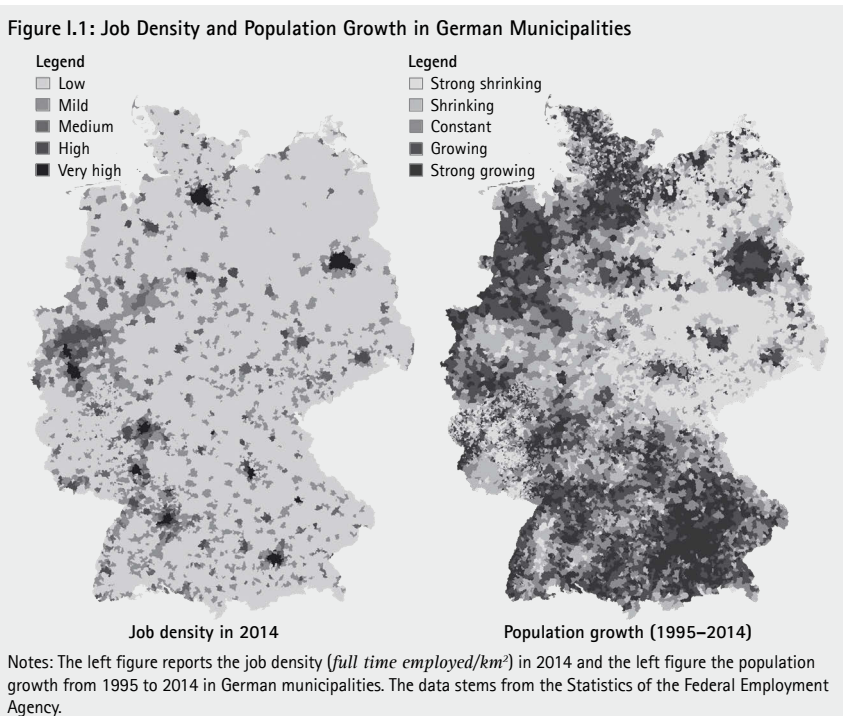 Figure I.1: Job Density and Population Growth in German Municipalities
Legend
Low
Mild
Medium
High
Very high
Legend
Strong shrinking
Shrinking
Constant
Growing
Strong growing
Job density in 2014
Population growth (1995–2014)
Notes: The left figure reports the job density (full time employed/km²) in 2014 and the left figure the population
growth from 1995 to 2014 in German municipalities. The data stems from the Statistics of the Federal Employment
Agency.